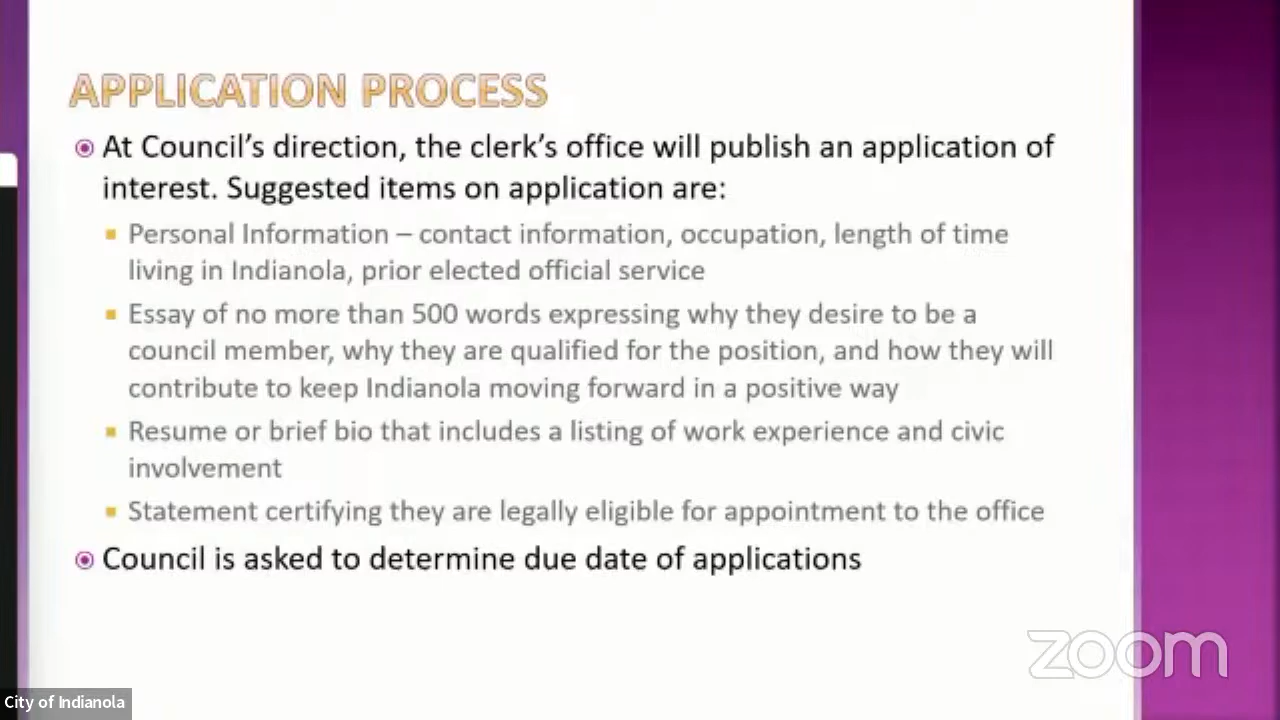 APPLICATION PROCESS
At Council's direction, the clerk's office will publish an application of
interest. Suggested items on application are:
Personal Information – contact information, occupation, length of time
living in Indianola, prior elected official service
Essay of no more than 500 words expressing why they desire to be a
council member, why they are qualified for the position, and how they will
contribute to keep Indianola moving forward in a positive way
Resume or brief bio that includes a listing of work experience and civic
involvement
Statement certifying they are legally eligible for appointment to the office
Council is asked to determine due date of applications
zoom
City of Indianola